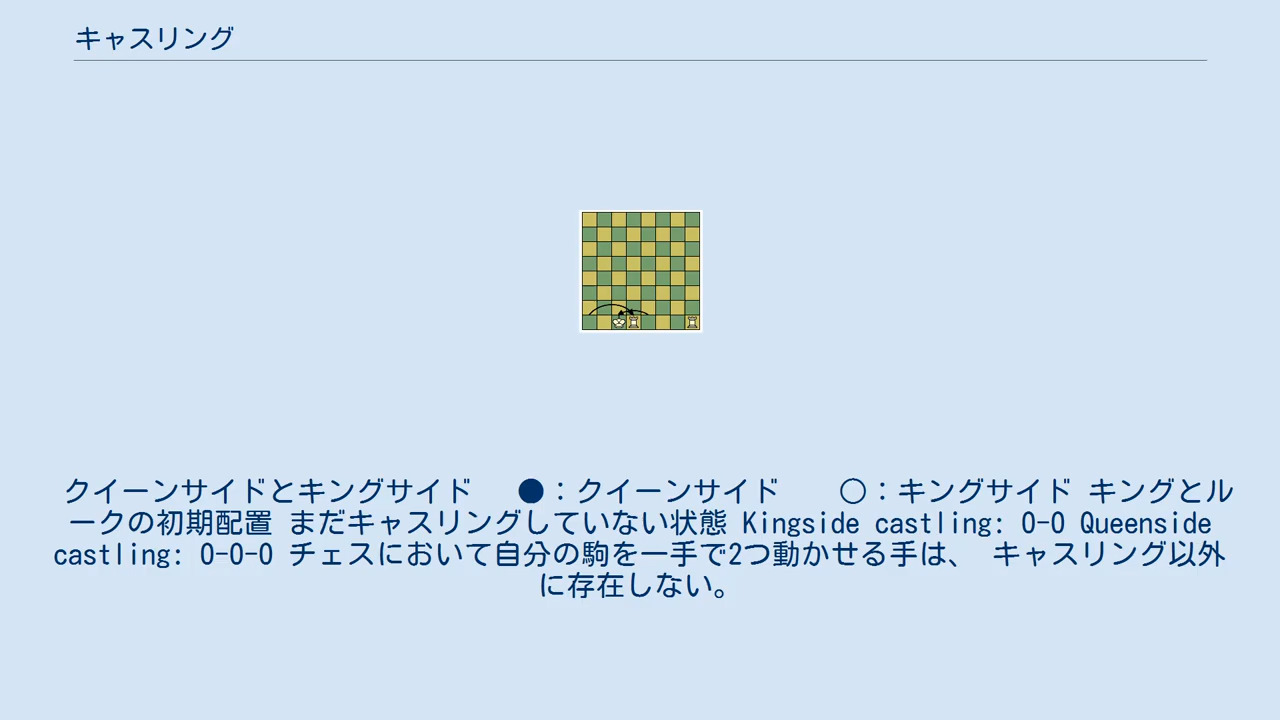 キャスリング
クイーンサイドとキングサイド　 ●：クイーンサイド　　○：キングサイド キングとル
ークの初期配置 まだキャスリングしていない状態 Kingside castling: 0-0 Queenside
castling: 0-0-0 チェスにおいて自分の駒を一手で2つ動かせる手は、 キャスリング以外
に存在しない。